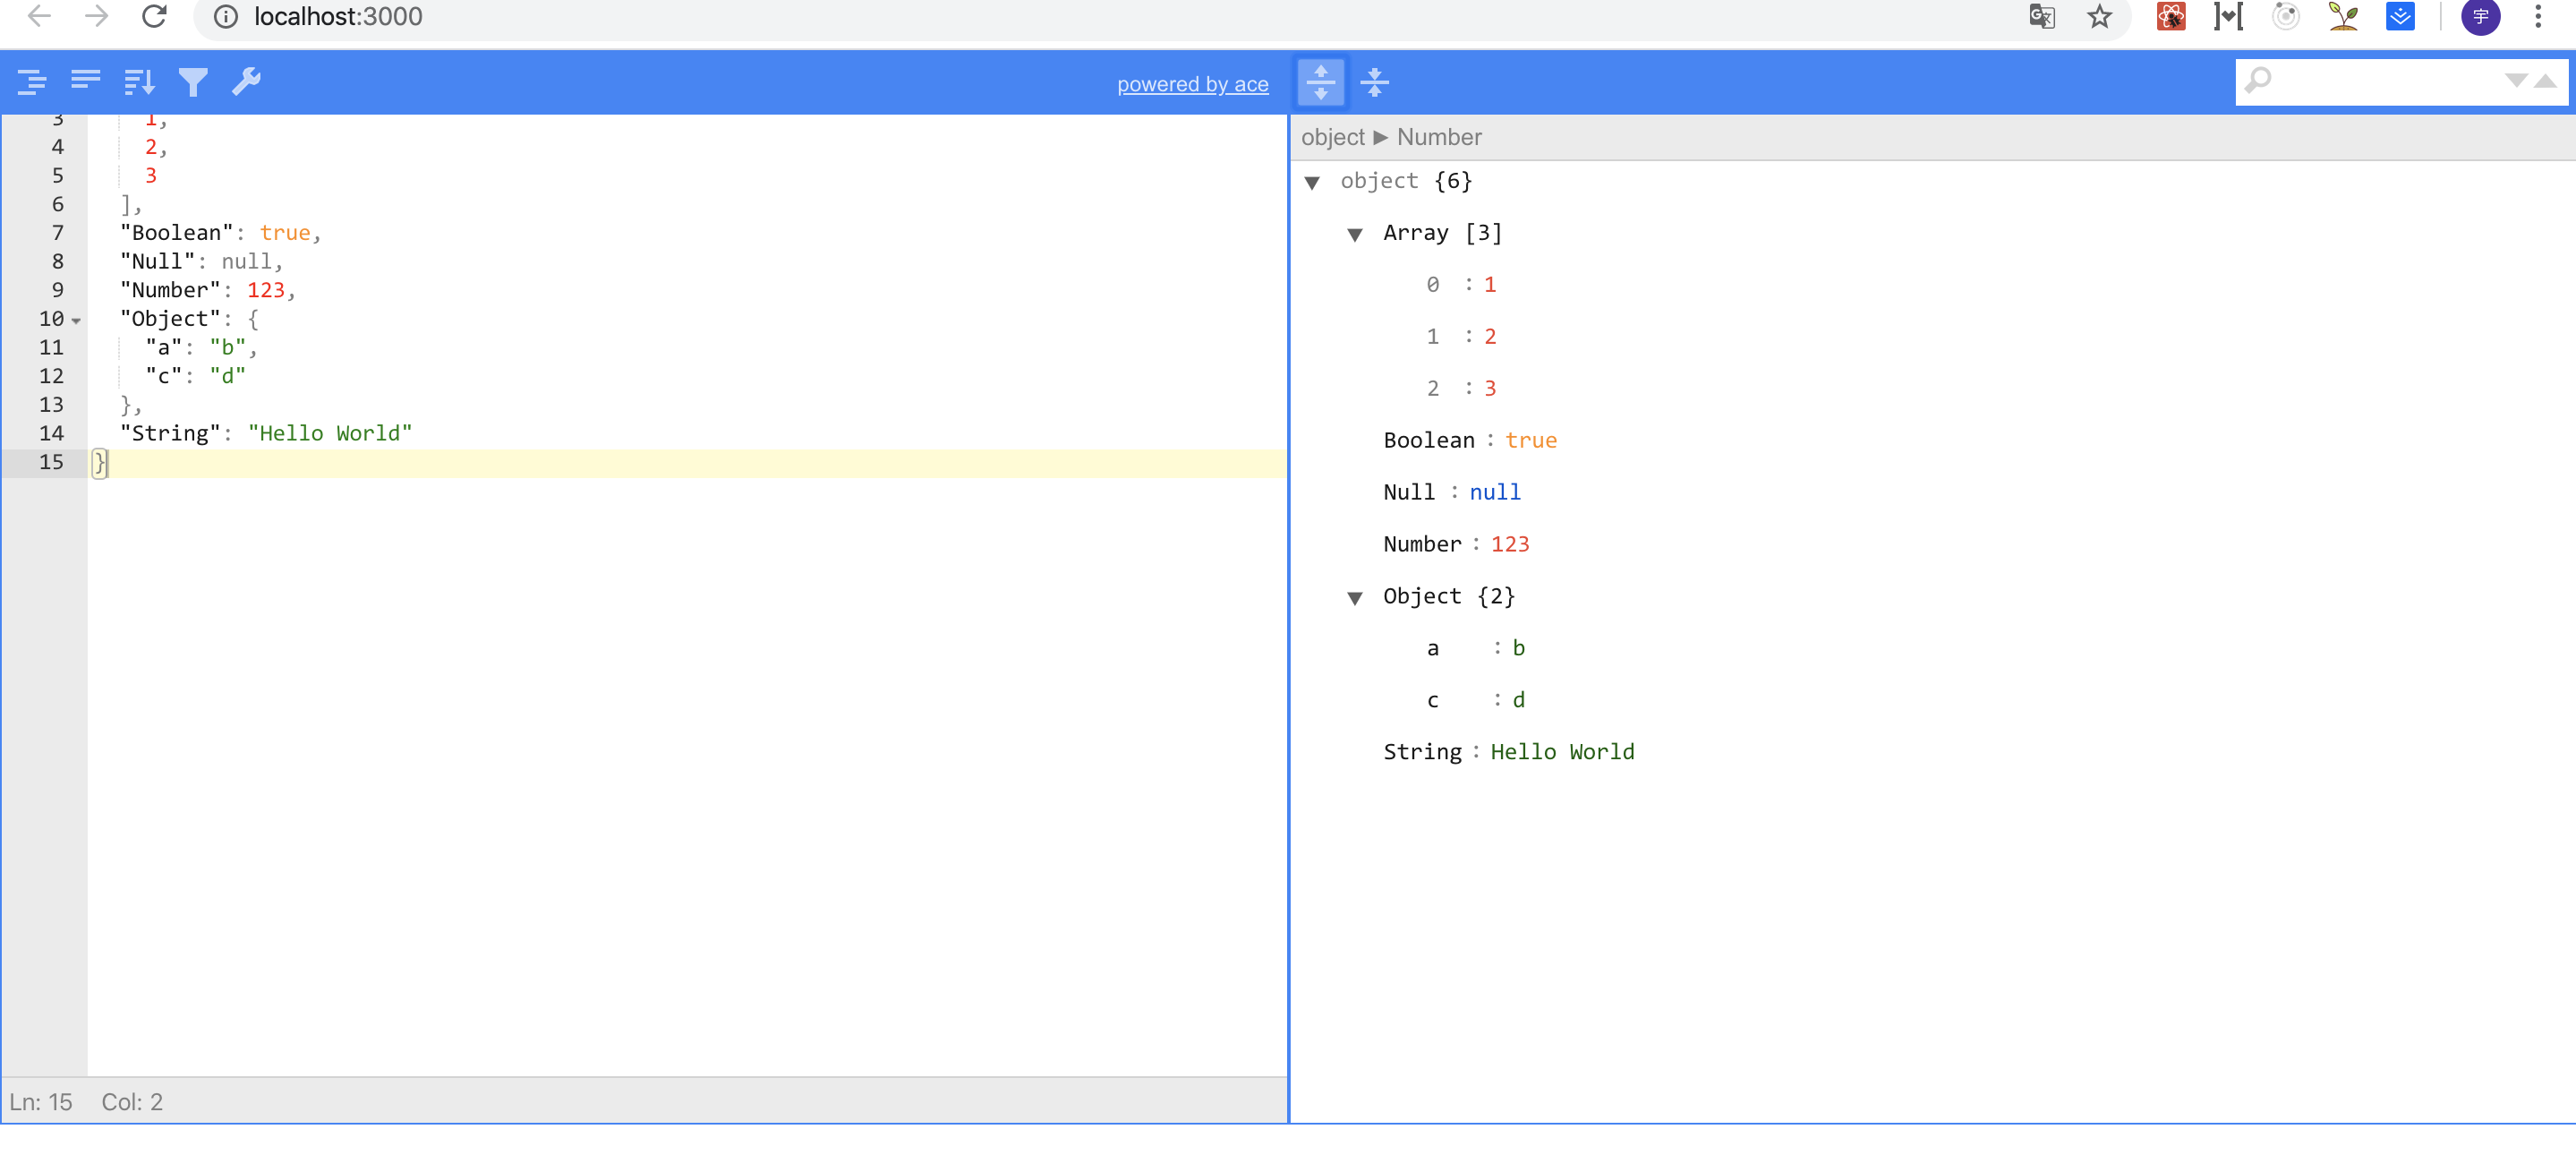 localhost:3000
宇
powered by ace
3 1,
4 2,
5 3
6 ],
7 "Boolean": true,
8 "Null": null,
9 "Number": 123,
10 "Object": {
11 "a": "b",
12 "c": "d"
13 },
14 "String": "Hello World"
15 }
Ln: 15 Col: 2
object ► Number
▼ object {6}
▼ Array [3]
0 : 1
1 : 2
2 : 3
Boolean : true
Null : null
Number : 123
▼ Object {2}
a : b
c : d
String : Hello World